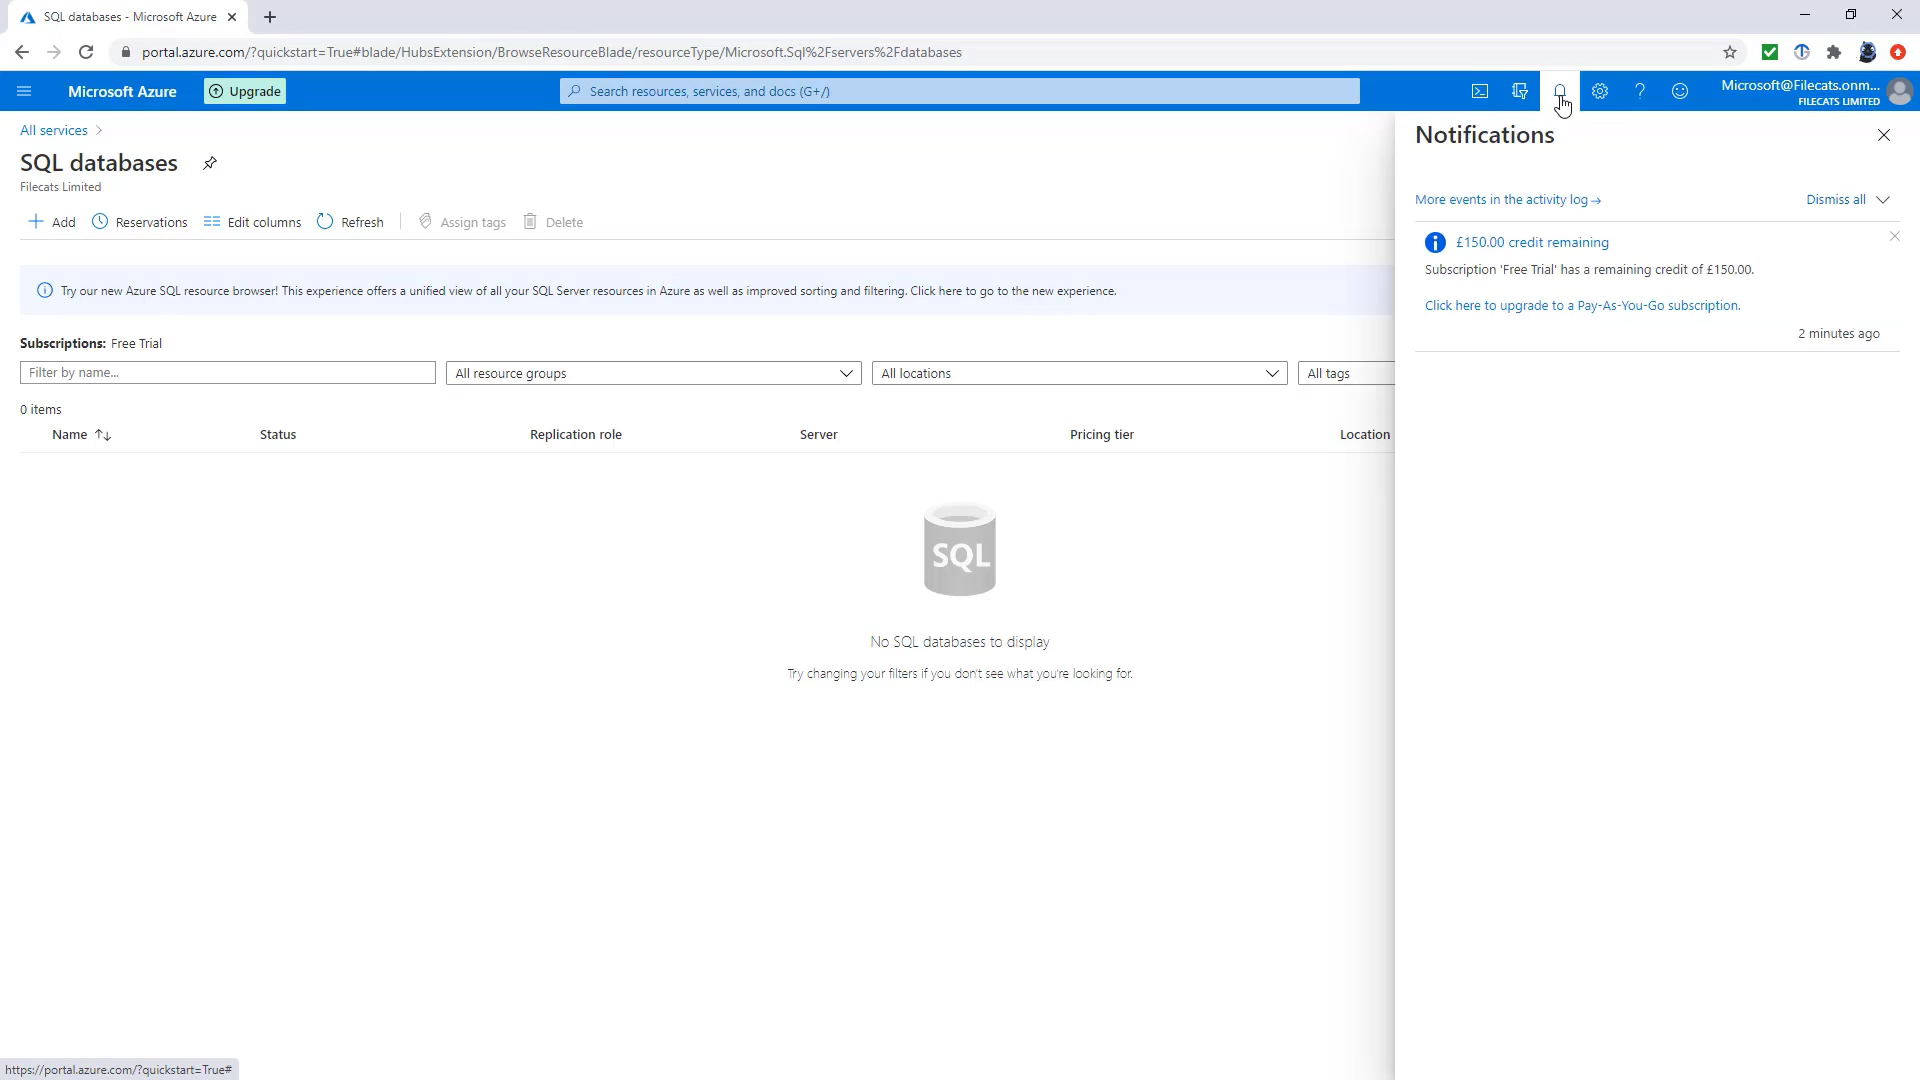 SQL databases - Microsoft Azure
portal.azure.com/?quickstart=True#blade/HubsExtension/BrowseResourceBlade/resourceType/Microsoft.Sql%2Fservers%2Fdatabases
Microsoft Azure
Upgrade
Search resources, services, and docs (G+/)
Microsoft@Filecats.onm...
FILECATS LIMITED
All services
SQL databases
Filecats Limited
Add
Reservations
Edit columns
Refresh
Assign tags
Delete
Try our new Azure SQL resource browser! This experience offers a unified view of all your SQL Server resources in Azure as well as improved sorting and filtering. Click here to go to the new experience.
Subscriptions: Free Trial
Filter by name...
All resource groups
All locations
All tags
0 items
Name
Status
Replication role
Server
Pricing tier
Location
SQL
No SQL databases to display
Try changing your filters if you don't see what you're looking for.
Notifications
More events in the activity log →
Dismiss all
£150.00 credit remaining
Subscription 'Free Trial' has a remaining credit of £150.00.
Click here to upgrade to a Pay-As-You-Go subscription.
2 minutes ago
https://portal.azure.com/?quickstart=True#